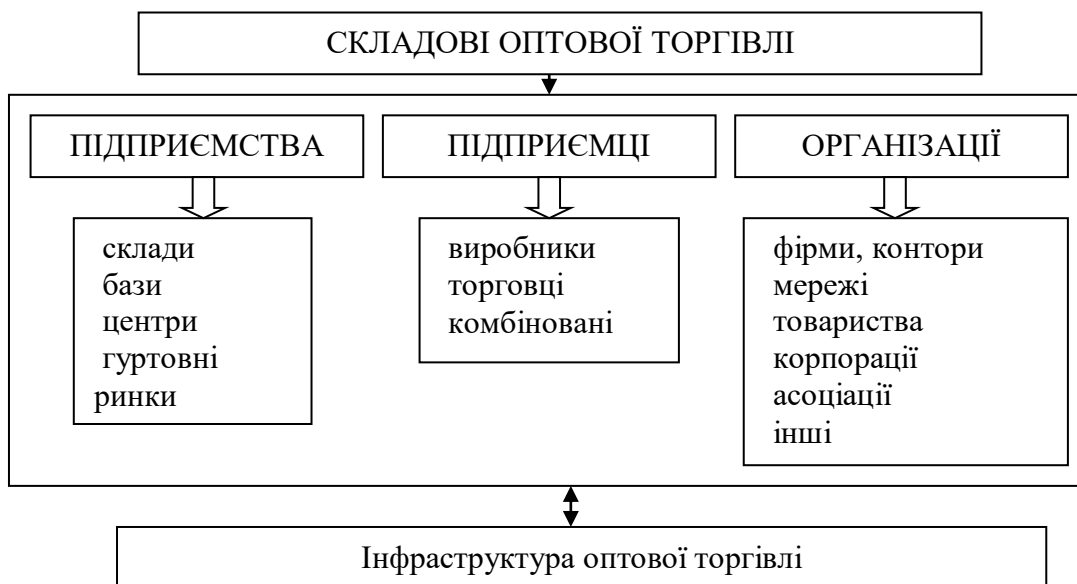 СКЛАДОВІ ОПТОВОЇ ТОРГІВЛІ
ПІДПРИЄМСТВА
склади
бази
центри
гуртовні
ринки
ПІДПРИЄМЦІ
виробники
торговці
комбіновані
ОРГАНІЗАЦІЇ
фірми, контори
мережі
товариства
корпорації
асоціації
інші
Інфраструктура оптової торгівлі